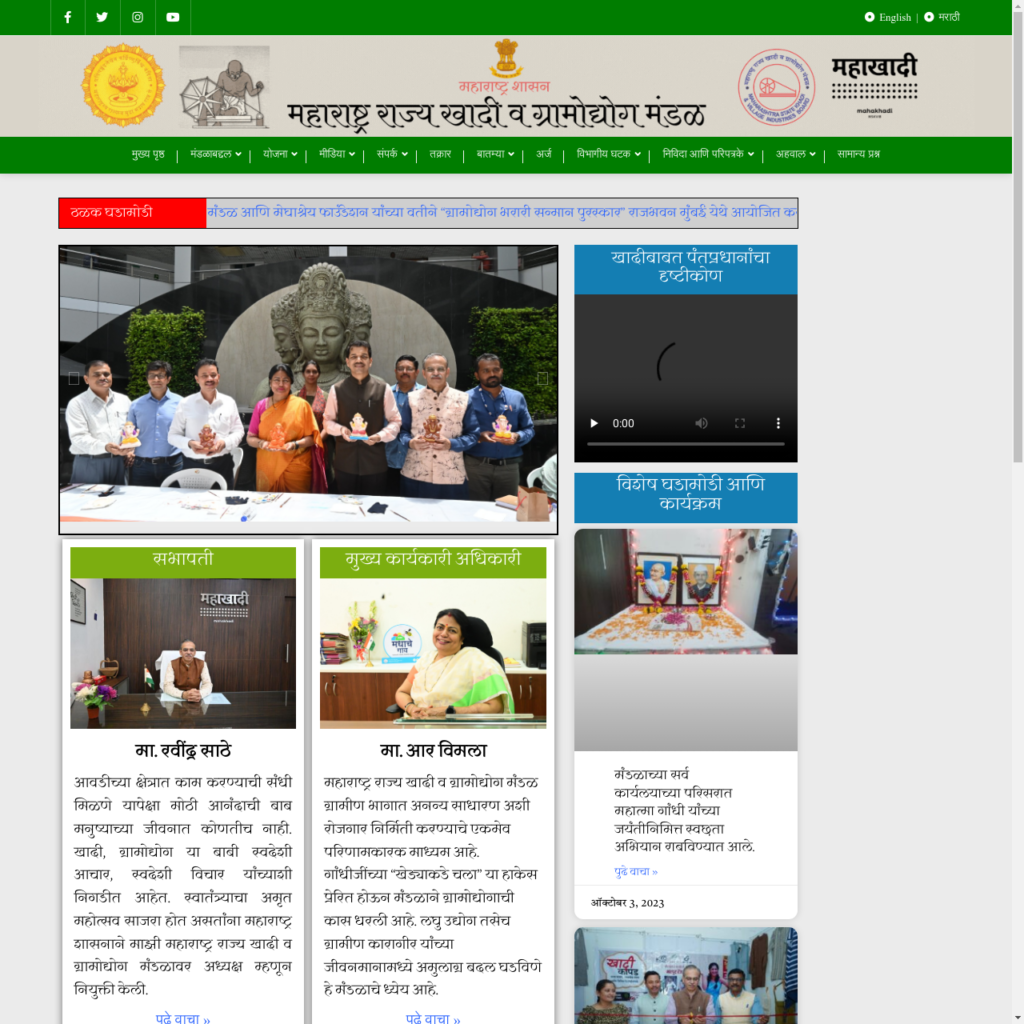 English | मराठी
महाराष्ट्र शासन
महाराष्ट्र राज्य खादी व ग्रामोद्योग मंडळ
महाखादी
mahakhadi
मुख्य पृष्ठ | मंडळाबद्दल | योजना | मीडिया | संपर्क | तक्रार | बातम्या | अर्ज | विभागीय घटक | निविदा आणि परिपत्रके | अहवाल | सामान्य प्रश्न
ठळक घडामोडी
मंडळ आणि मेघाश्रेय फाउंडेशन यांच्या वतीने “ग्रामोद्योग भरारी सन्मान पुरस्कार” राजभवन मुंबई येथे आयोजित कर
खादीबाबत पंतप्रधानांचा
दृष्टीकोण
0:00
विशेष घडामोडी आणि
कार्यक्रम
सभापती
महाखादी
मा. रवींद्र साठे
आवडीच्या क्षेत्रात काम करण्याची संधी
मिळणे यापेक्षा मोठी आनंदाची बाब
मनुष्याच्या जीवनात कोणतीच नाही.
खादी, ग्रामोद्योग या बाबी स्वदेशी
आचार, स्वदेशी विचार यांच्याशी
निगडीत आहेत. स्वातंत्र्याचा अमृत
महोत्सव साजरा होत असतांना महाराष्ट्र
शासनाने माझी महाराष्ट्र राज्य खादी व
ग्रामोद्योग मंडळावर अध्यक्ष म्हणून
नियुक्ती केली.
पुढे वाचा »
मुख्य कार्यकारी अधिकारी
मधाचे
गाव
मा. आर विमला
महाराष्ट्र राज्य खादी व ग्रामोद्योग मंडळ
ग्रामीण भागात अनन्य साधारण अशी
रोजगार निर्मिती करण्याचे एकमेव
परिणामकारक माध्यम आहे.
गांधीजींच्या “खेड्याकडे चला” या हाकेस
प्रेरित होऊन मंडळाने ग्रामोद्योगाची
कास धरली आहे. लघु उद्योग तसेच
ग्रामीण कारागीर यांच्या
जीवनमानामध्ये अमुलाग्र बदल घडविणे
हे मंडळाचे ध्येय आहे.
पुढे वाचा »
मंडळाच्या सर्व
कार्यलयाच्या परिसरात
महात्मा गांधी यांच्या
जयंतीनिमित्त स्वछता
अभियान राबविण्यात आले.
पुढे वाचा »
ऑक्टोबर 3, 2023
खादी
कापड